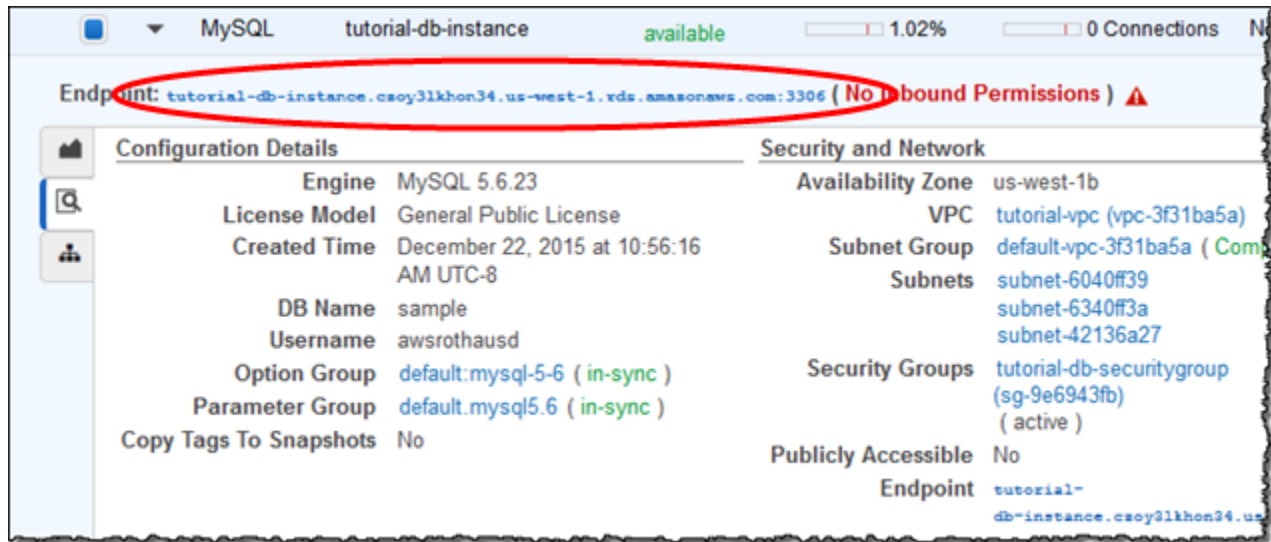 MySQL tutorial-db-instance available 1.02% 0 Connections
Endpoint: tutorial-db-instance.csoy3lkhon34.us-west-1.rds.amazonaws.com:3306 ( No Inbound Permissions )
Configuration Details
Engine MySQL 5.6.23
License Model General Public License
Created Time December 22, 2015 at 10:56:16
AM UTC-8
DB Name sample
Username awsrothausd
Option Group default:mysql-5-6 ( in-sync )
Parameter Group default.mysql5.6 ( in-sync )
Copy Tags To Snapshots No
Security and Network
Availability Zone us-west-1b
VPC tutorial-vpc (vpc-3f31ba5a)
Subnet Group default-vpc-3f31ba5a (
Subnets subnet-6040ff39
subnet-6340ff3a
subnet-42136a27
Security Groups tutorial-db-securitygroup
(sg-9e6943fb)
( active )
Publicly Accessible No
Endpoint tutorial-
db-instance.csoy3lkhon34.us